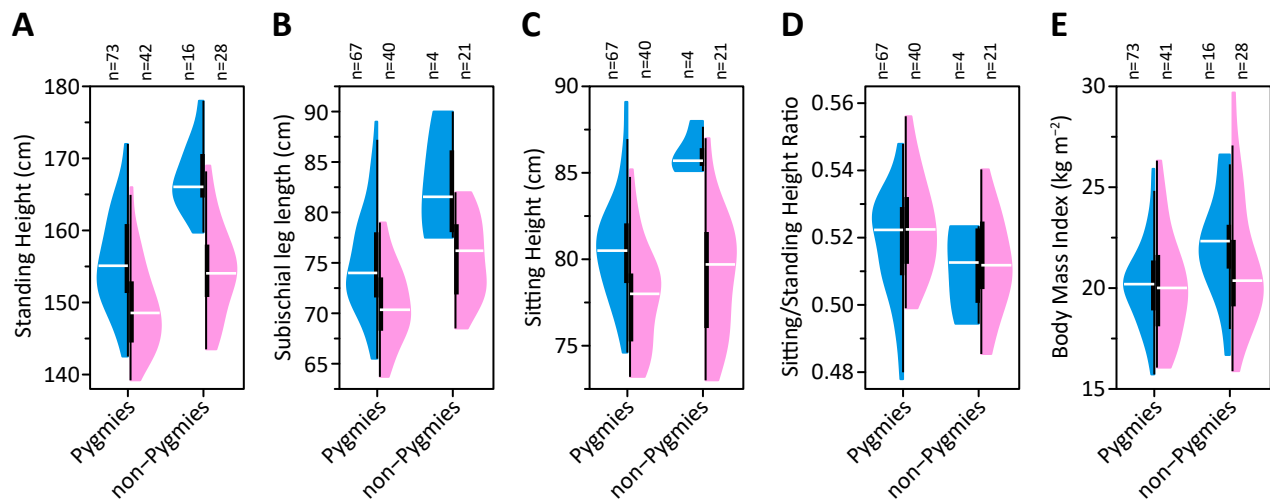 A
n=73
n=42
n=16
n=28
Standing Height (cm)
180
170
160
150
140
Pygmies
non−Pygmies
B
n=67
n=40
n=4
n=21
Subischial leg length (cm)
90
85
80
75
70
65
Pygmies
non−Pygmies
C
n=67
n=40
n=4
n=21
Sitting Height (cm)
90
85
80
75
Pygmies
non−Pygmies
D
n=67
n=40
n=4
n=21
Sitting/Standing Height Ratio
0.56
0.54
0.52
0.50
0.48
Pygmies
non−Pygmies
E
n=73
n=41
n=16
n=28
Body Mass Index (kg m⁻²)
30
25
20
15
Pygmies
non−Pygmies